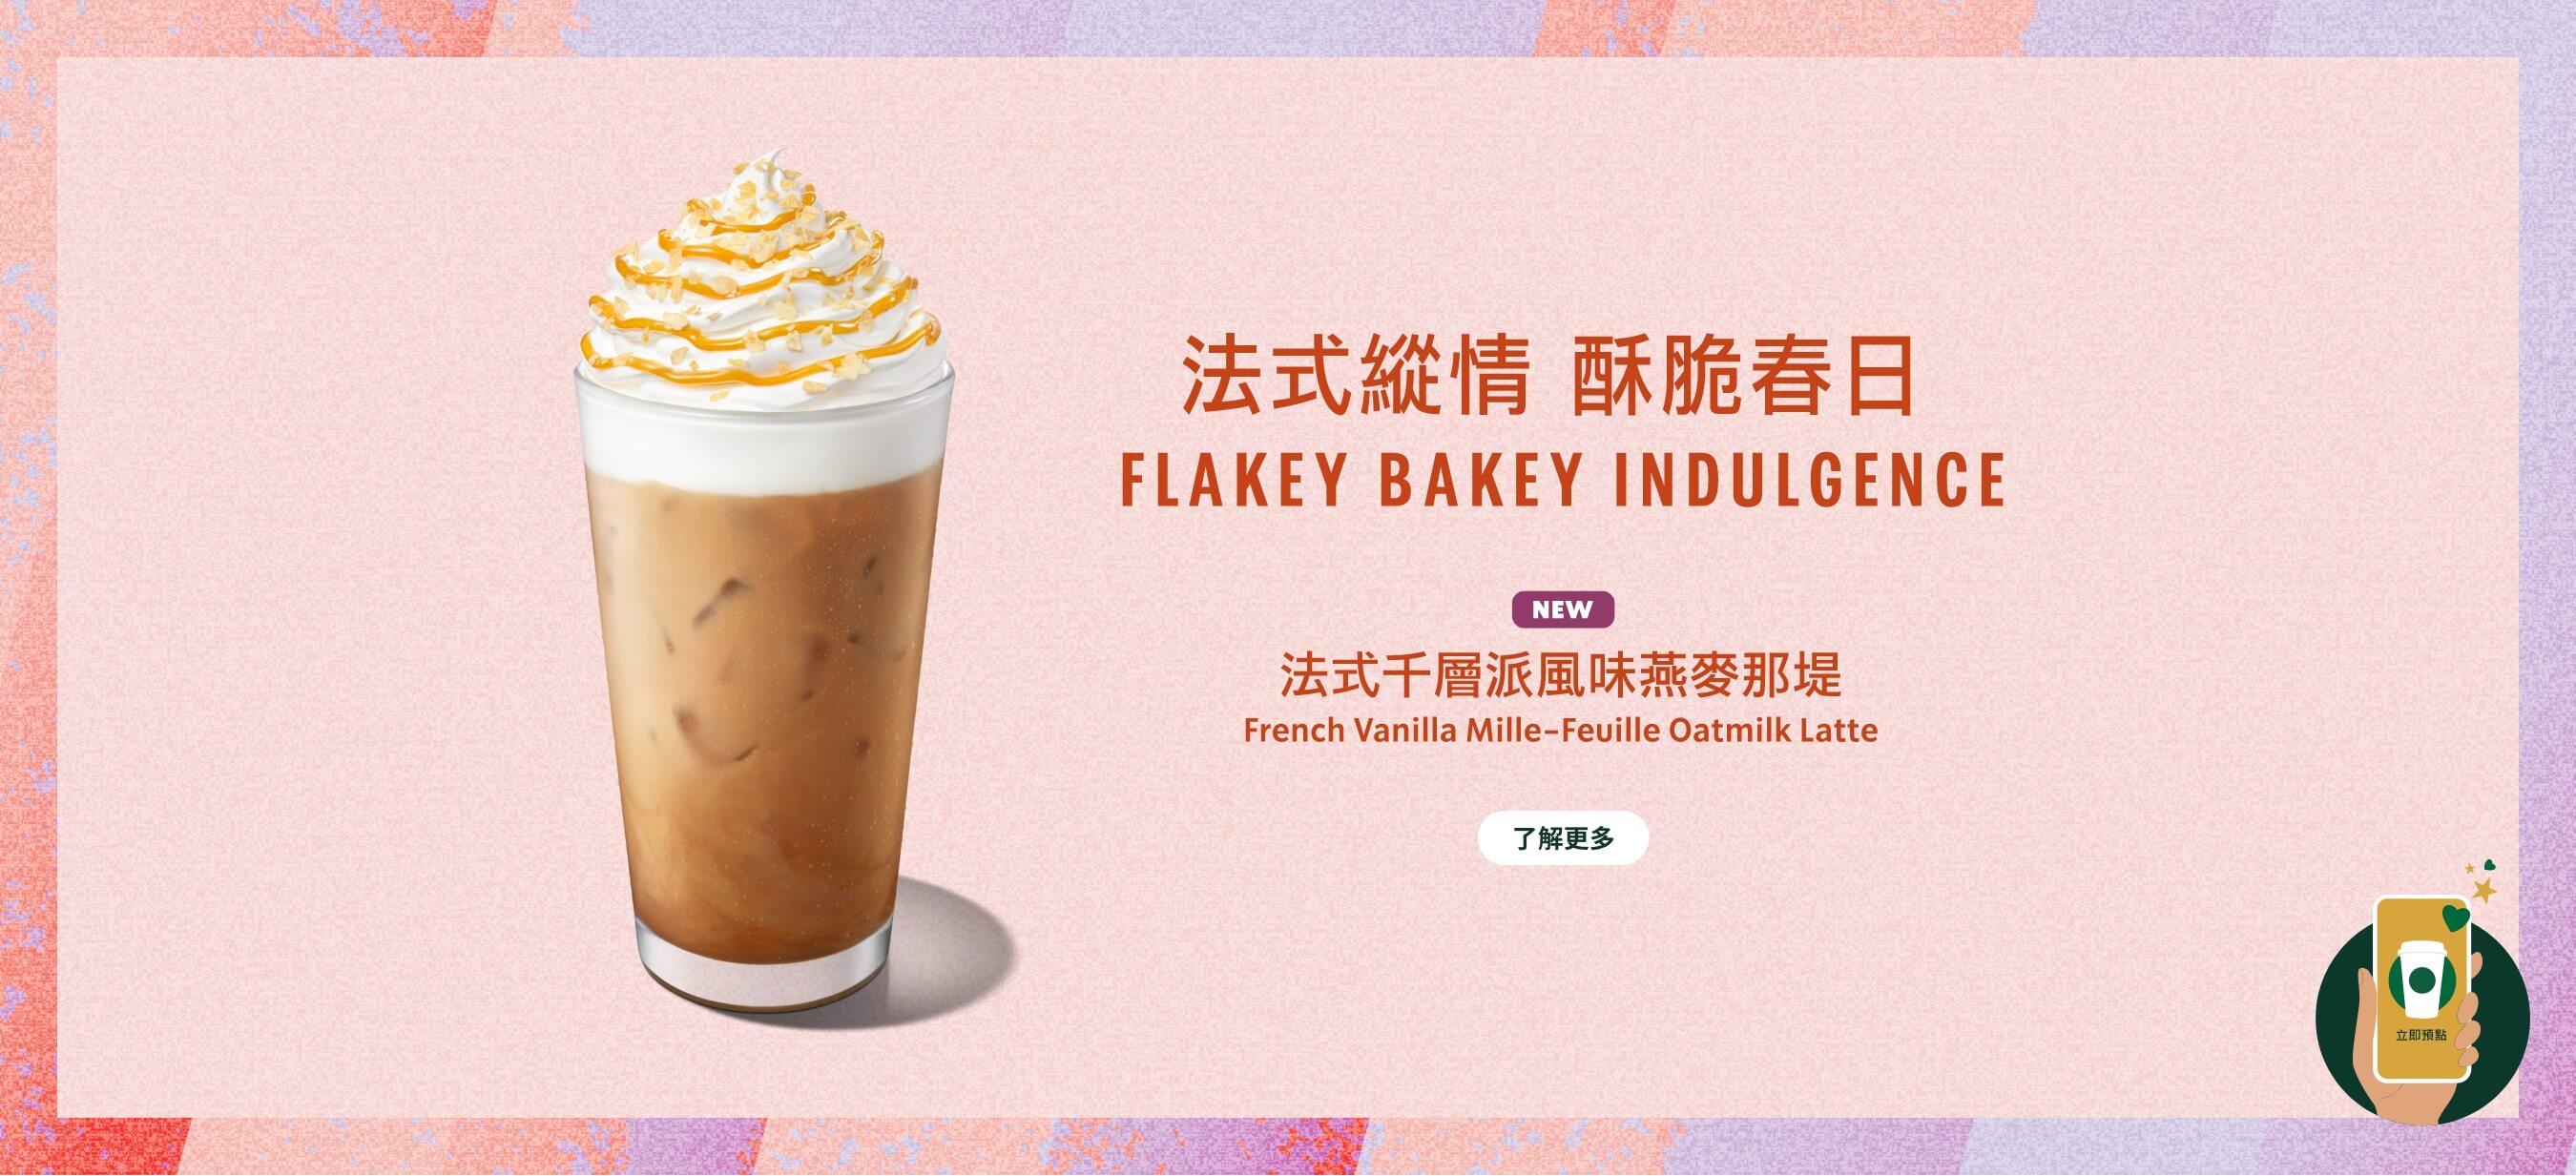 法式縱情 酥脆春日
FLAKEY BAKEY INDULGENCE
NEW
法式千層派風味燕麥那堤
French Vanilla Mille-Feuille Oatmilk Latte
了解更多
立即預點